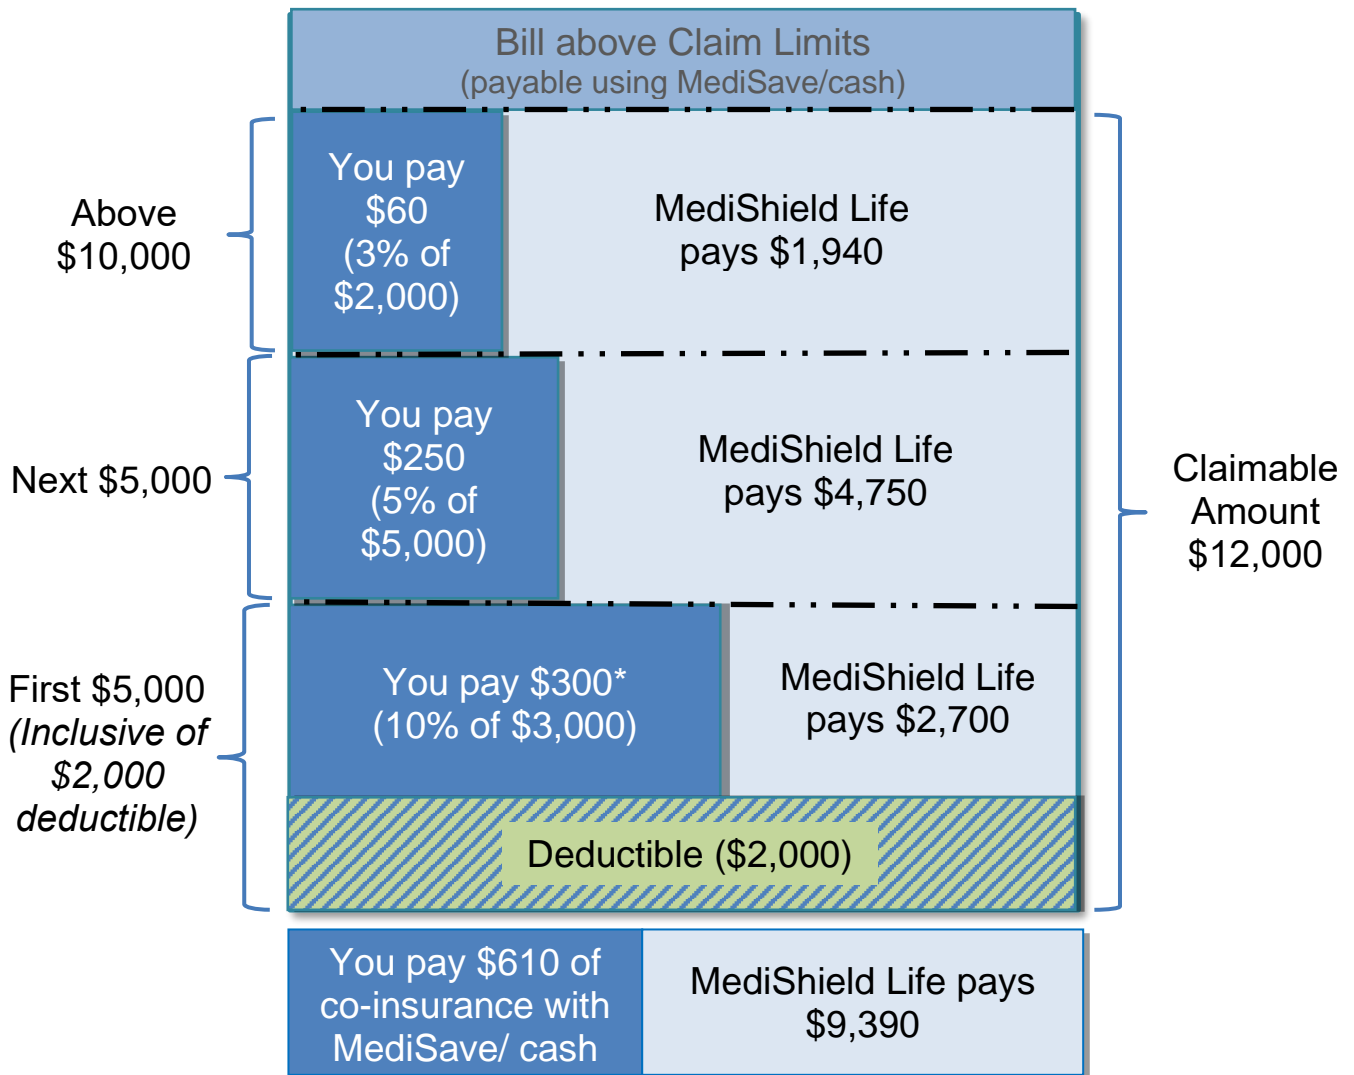 Bill above Claim Limits
(payable using MediSave/cash)
Above
$10,000
You pay
$60
(3% of
$2,000)
MediShield Life
pays $1,940
Next $5,000
You pay
$250
(5% of
$5,000)
MediShield Life
pays $4,750
Claimable
Amount
$12,000
First $5,000
(Inclusive of
$2,000
deductible)
You pay $300*
(10% of $3,000)
MediShield Life
pays $2,700
Deductible ($2,000)
You pay $610 of
co-insurance with
MediSave/ cash
MediShield Life pays
$9,390